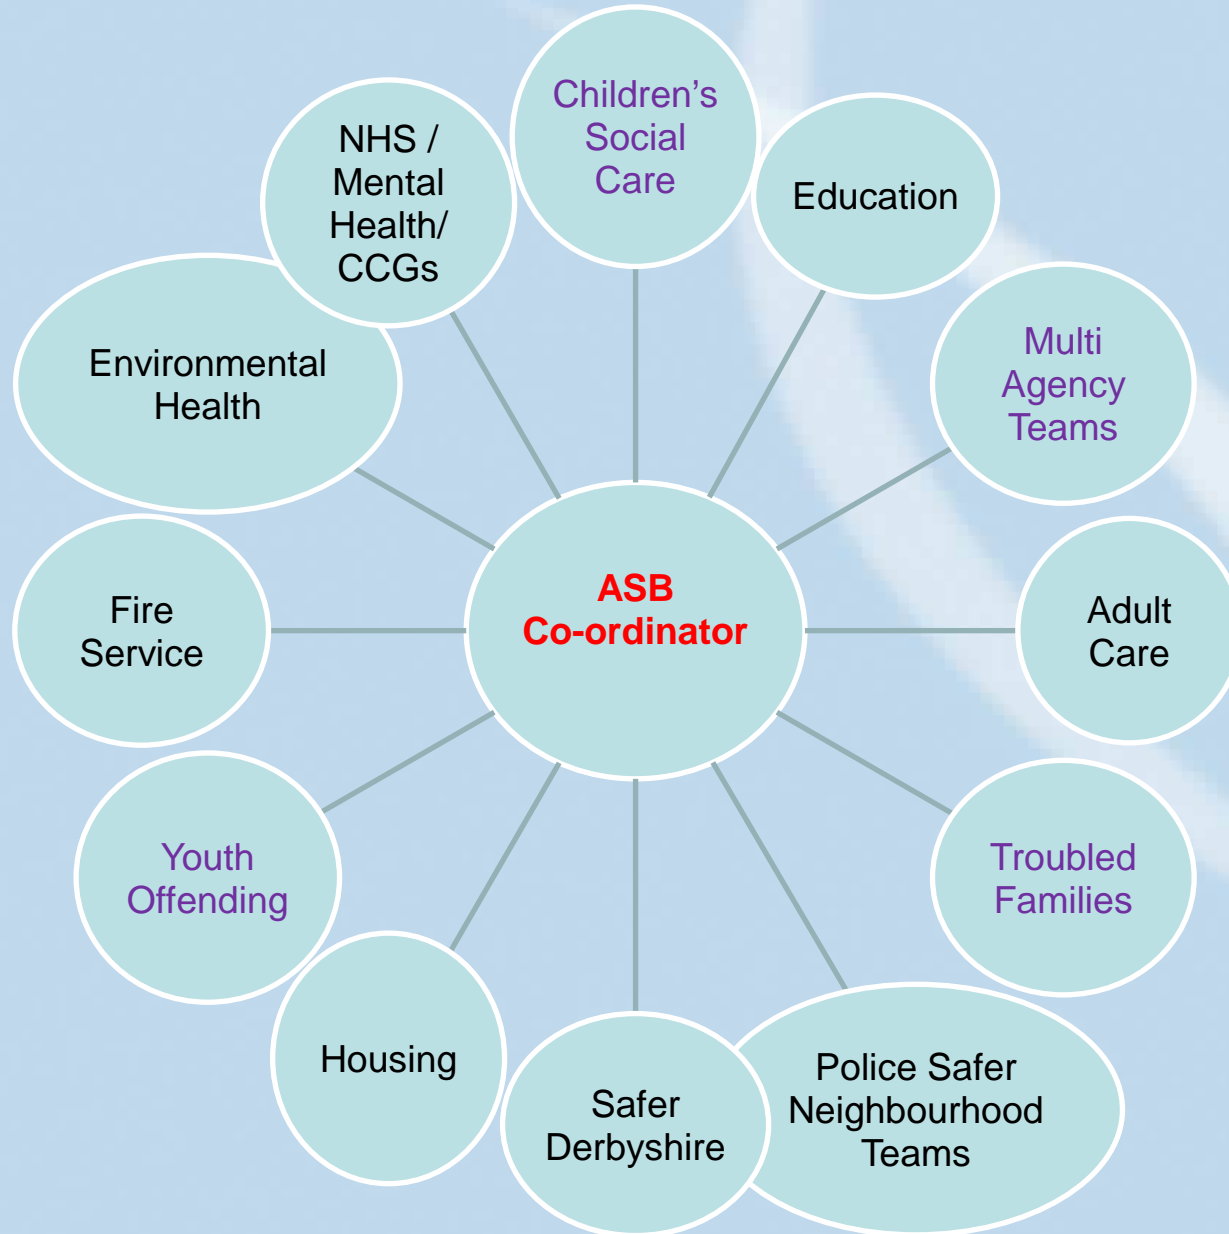 Children's
Social
Care
Education
Multi
Agency
Teams
Adult
Care
Troubled
Families
Police Safer
Neighbourhood
Teams
Safer
Derbyshire
Housing
Youth
Offending
Fire
Service
Environmental
Health
NHS /
Mental
Health/
CCGs
ASB
Co-ordinator